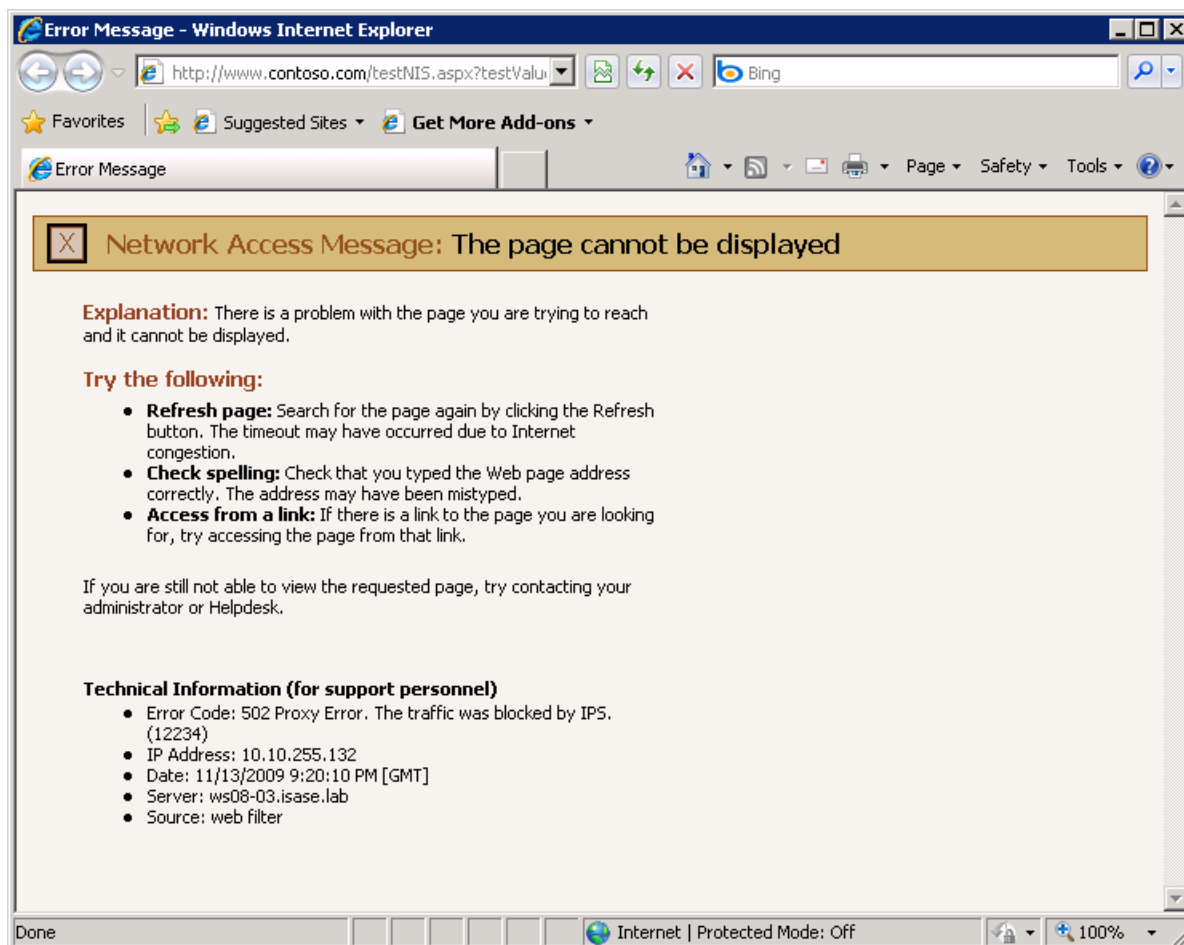 Error Message - Windows Internet Explorer
http://www.contoso.com/testNIS.aspx?testValu
Bing
Favorites
Suggested Sites
Get More Add-ons
Error Message
Page
Safety
Tools
X
Network Access Message: The page cannot be displayed
Explanation: There is a problem with the page you are trying to reach
and it cannot be displayed.
Try the following:
• Refresh page: Search for the page again by clicking the Refresh
button. The timeout may have occurred due to Internet
congestion.
• Check spelling: Check that you typed the Web page address
correctly. The address may have been mistyped.
• Access from a link: If there is a link to the page you are looking
for, try accessing the page from that link.
If you are still not able to view the requested page, try contacting your
administrator or Helpdesk.
Technical Information (for support personnel)
• Error Code: 502 Proxy Error. The traffic was blocked by IPS.
(12234)
• IP Address: 10.10.255.132
• Date: 11/13/2009 9:20:10 PM [GMT]
• Server: ws08-03.isase.lab
• Source: web filter
Done
Internet | Protected Mode: Off
100%